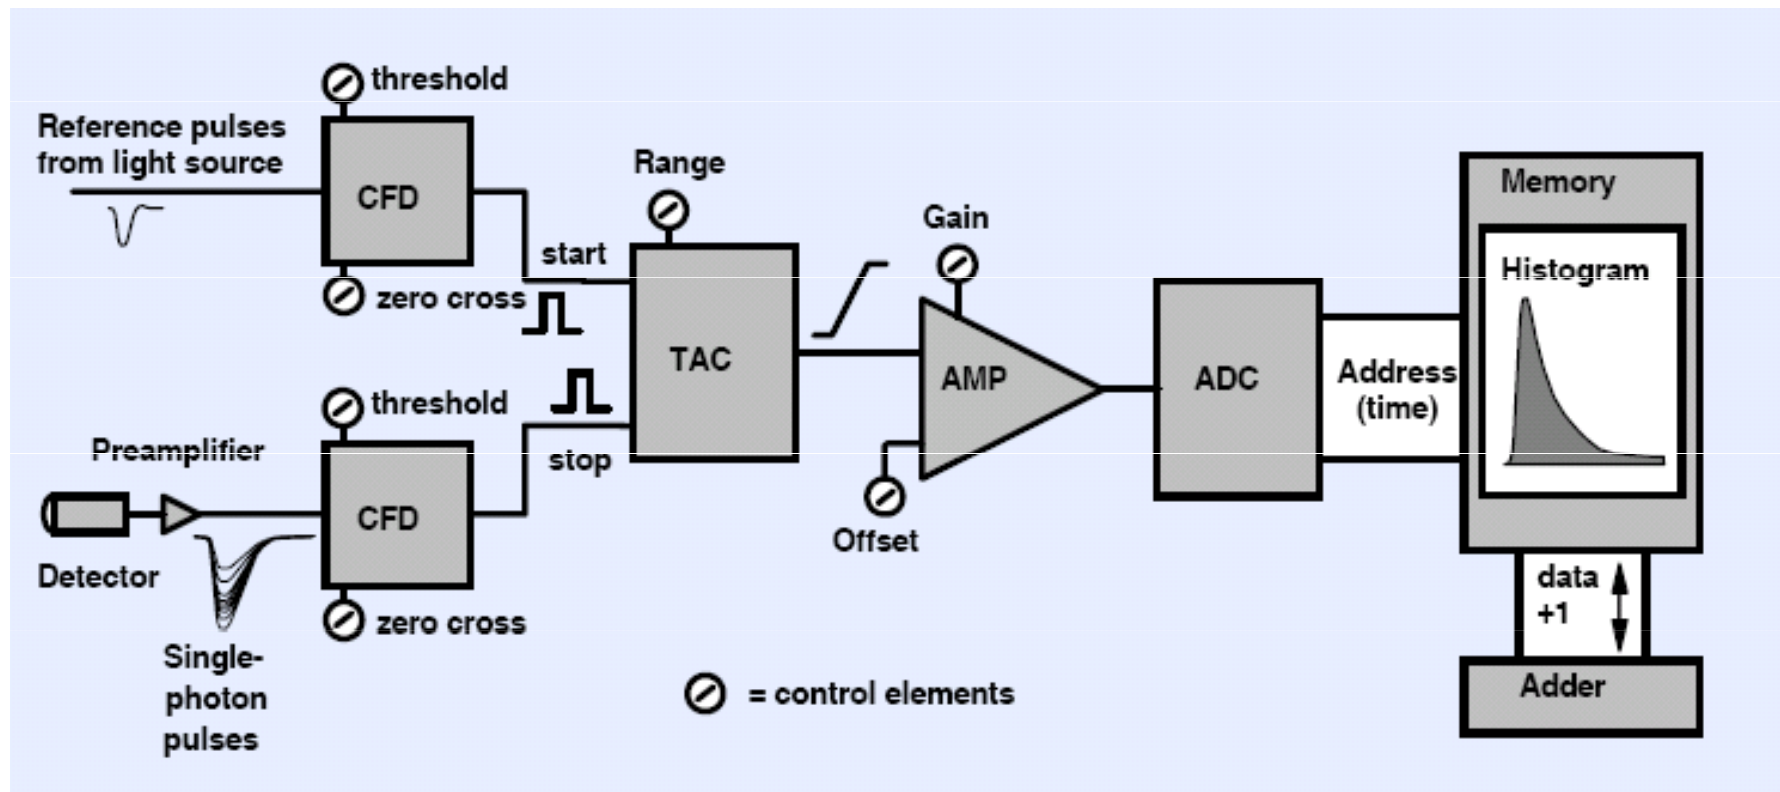 threshold
Reference pulses
from light source
CFD
zero cross
start
Range
TAC
Gain
AMP
Offset
ADC
Address
(time)
Memory
Histogram
data
+1
Adder
threshold
Preamplifier
CFD
stop
Detector
zero cross
Single-
photon
pulses
= control elements